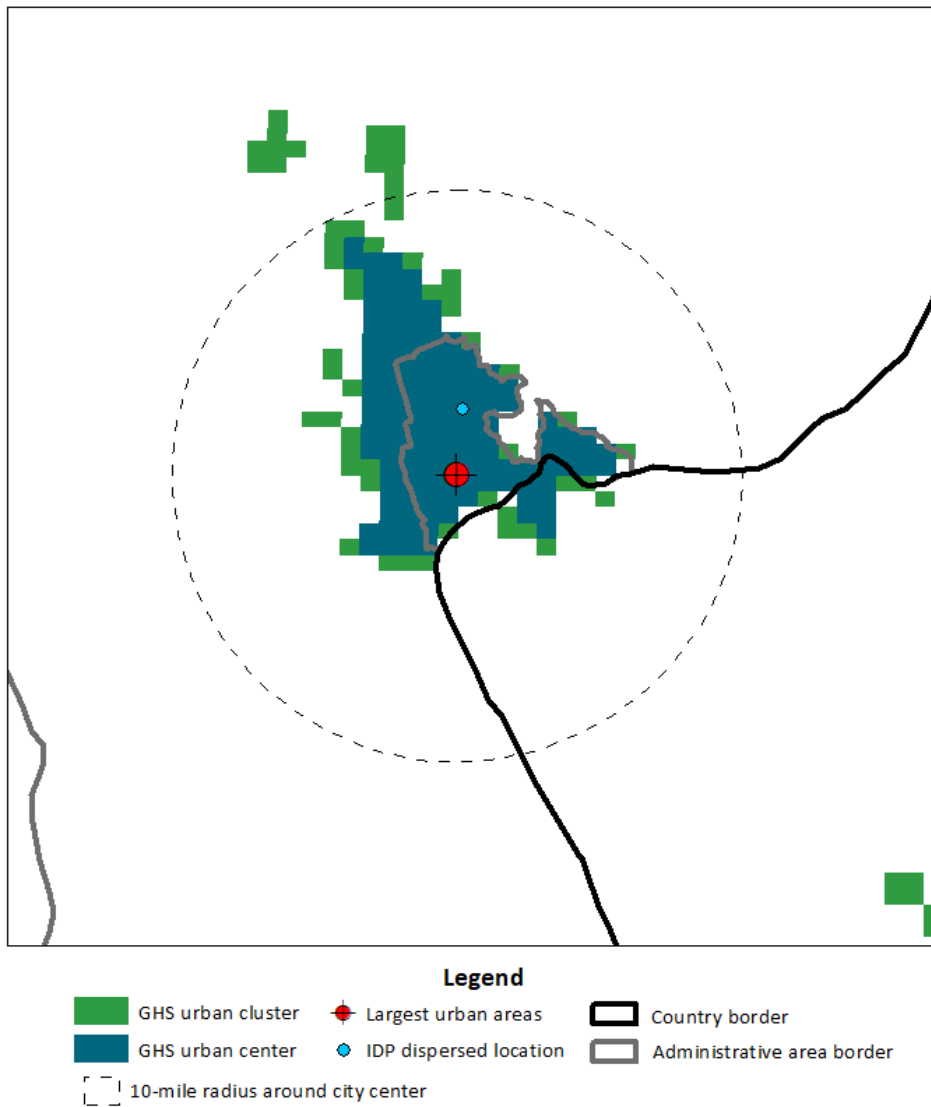 Legend
GHS urban cluster
Largest urban areas
Country border
GHS urban center
IDP dispersed location
Administrative area border
10-mile radius around city center